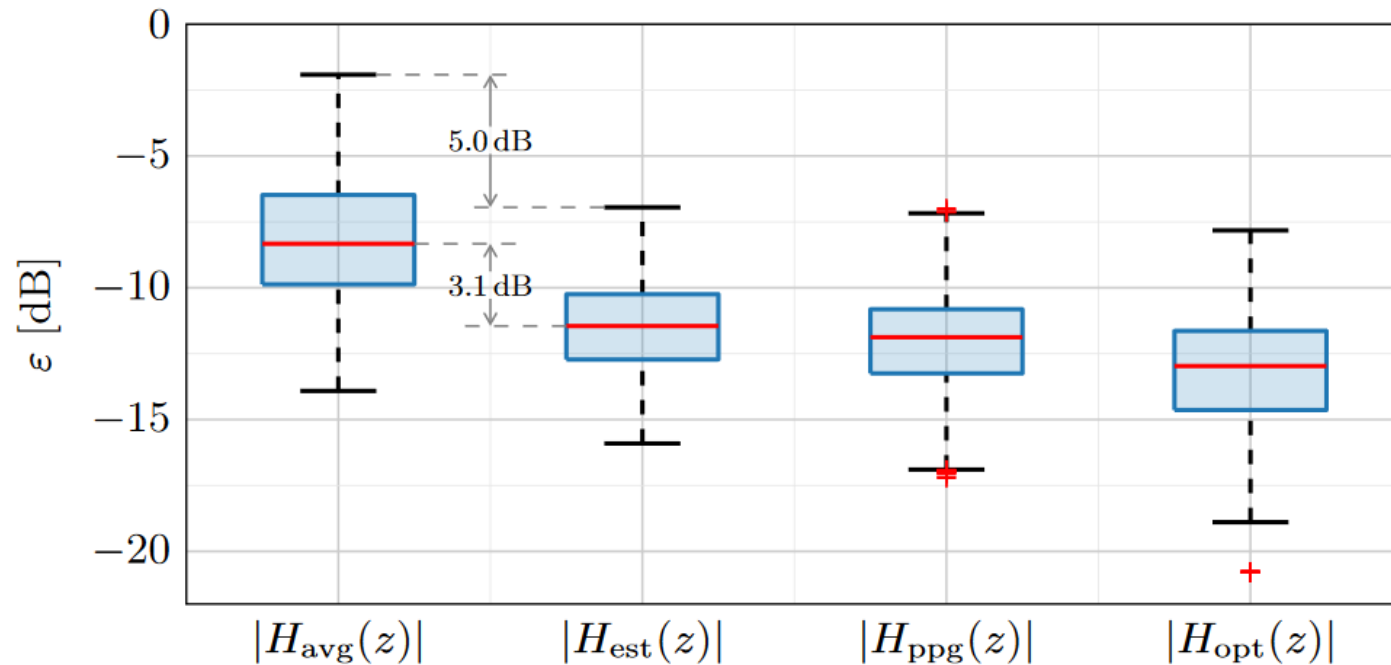 0
−5
−10
−15
−20
ε [dB]
5.0 dB
3.1 dB
|H_avg(z)|
|H_est(z)|
|H_ppg(z)|
|H_opt(z)|